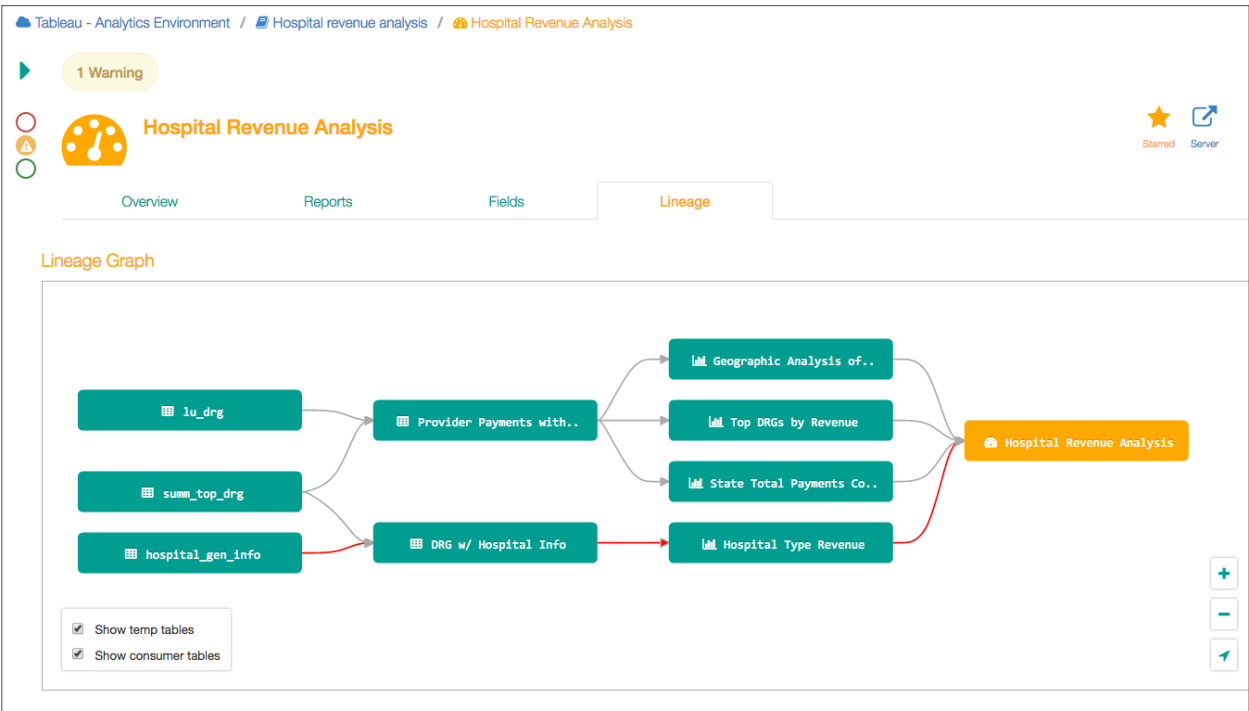 Tableau - Analytics Environment / Hospital revenue analysis / Hospital Revenue Analysis
1 Warning
Hospital Revenue Analysis
Starred Server
Overview Reports Fields Lineage
Lineage Graph
Geographic Analysis of..
lu_drg
Provider Payments with..
Top DRGs by Revenue
Hospital Revenue Analysis
summ_top_drg
State Total Payments Co..
hospital_gen_info
DRG w/ Hospital Info
Hospital Type Revenue
Show temp tables
Show consumer tables